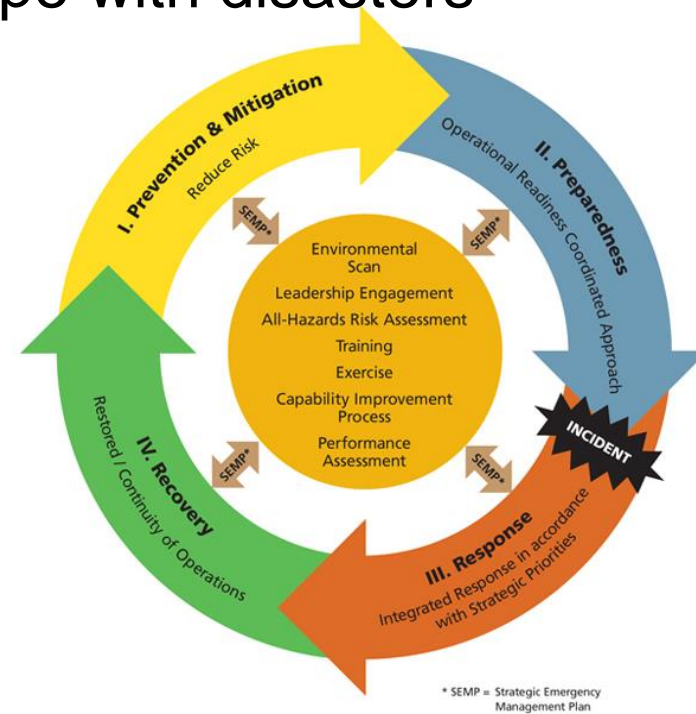 with disasters
I. Prevention & Mitigation
Reduce Risk
II. Preparedness
Operational Readiness Coordinated Approach
INCIDENT
III. Response
Integrated Response in accordance
with Strategic Priorities
IV. Recovery
Restored / Continuity of Operations
SEMP*
SEMP*
SEMP*
SEMP*
Environmental
Scan
Leadership Engagement
All-Hazards Risk Assessment
Training
Exercise
Capability Improvement
Process
Performance
Assessment
* SEMP = Strategic Emergency
Management Plan